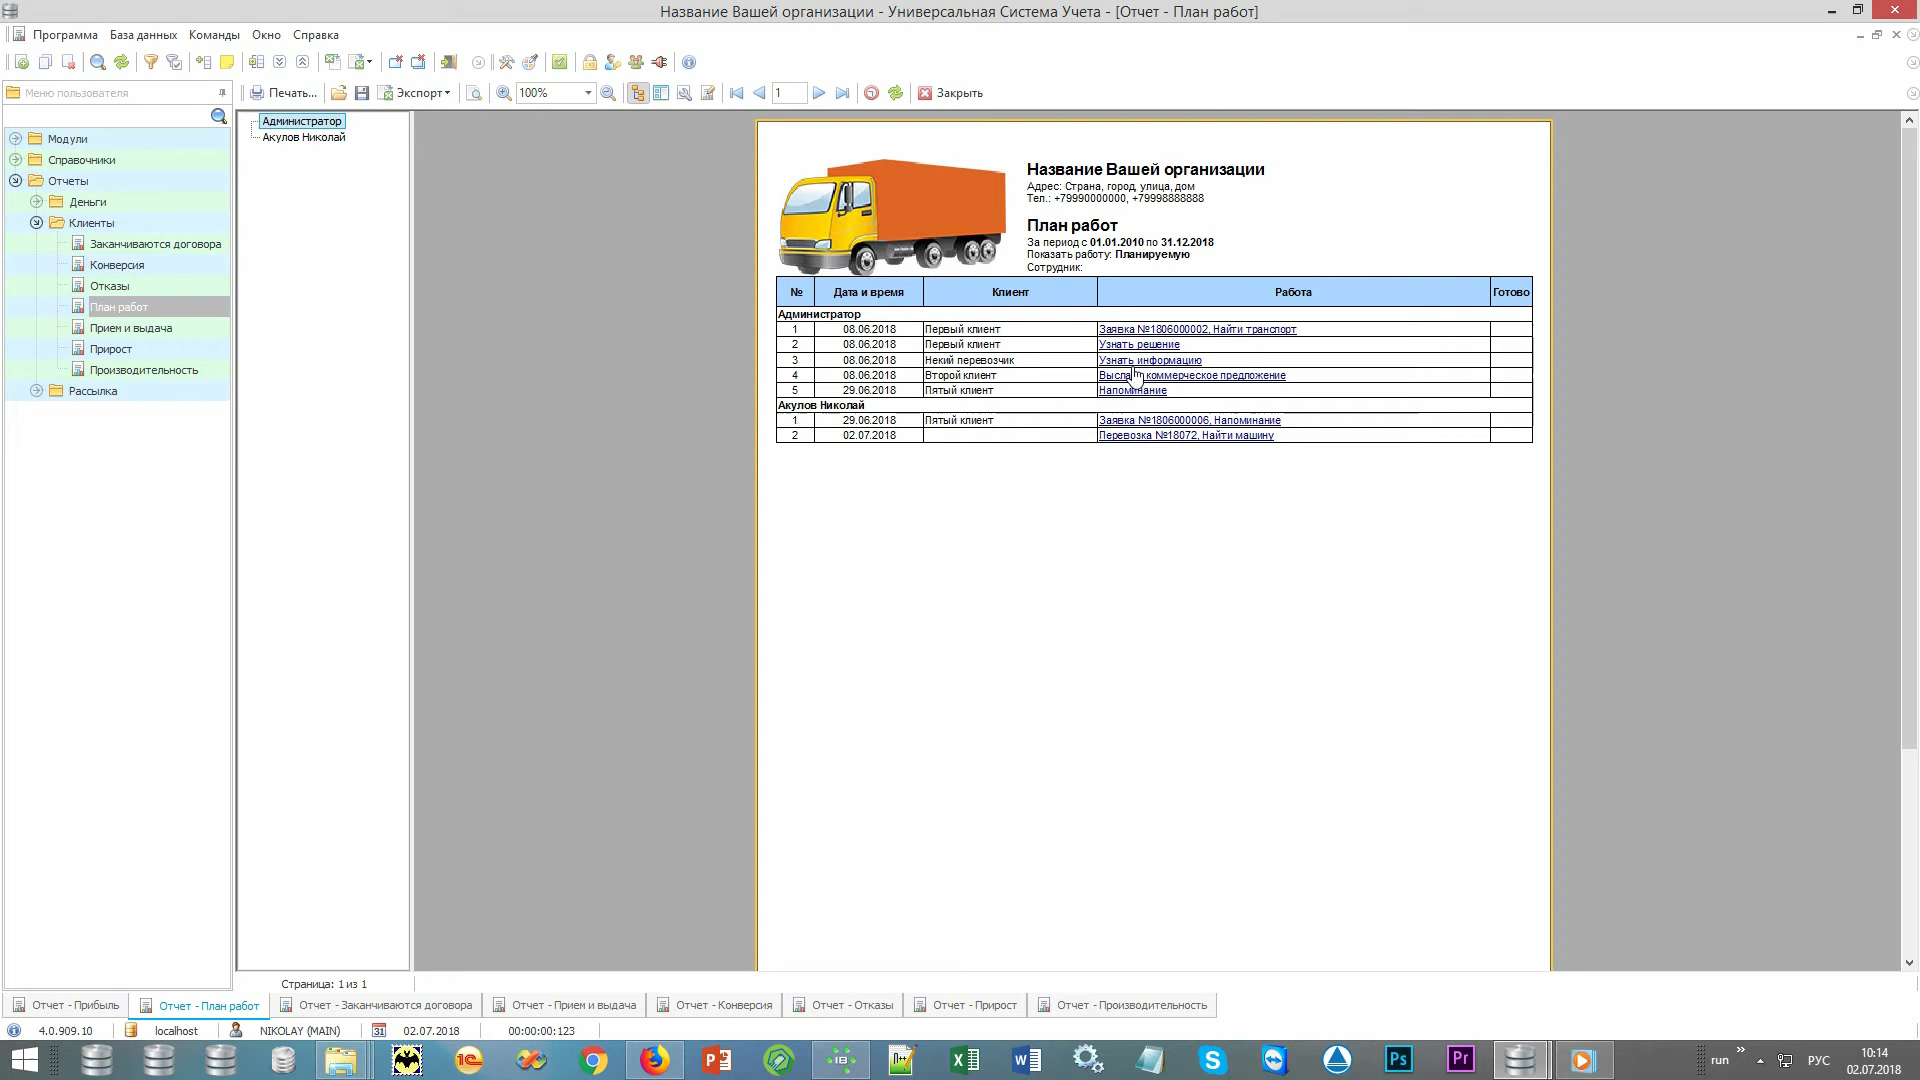 Название Вашей организации - Универсальная Система Учета - [Отчет - План работ]
Программа База данных Команды Окно Справка
Меню пользователя
Печать... Экспорт 100% 1 Закрыть
Модули
Справочники
Отчеты
Деньги
Клиенты
Заканчиваются договора
Конверсия
Отказы
План работ
Прием и выдача
Прирост
Производительность
Рассылка
Администратор
Акулов Николай
Название Вашей организации
Адрес: Страна, город, улица, дом
Тел.: +79990000000, +79998888888
План работ
За период с 01.01.2010 по 31.12.2018
Показать работу: Планируемую
Сотрудник:
№ Дата и время Клиент Работа Готово
Администратор
1 08.06.2018 Первый клиент Заявка №1806000002, Найти транспорт
2 08.06.2018 Первый клиент Узнать решение
3 08.06.2018 Некий перевозчик Узнать информацию
4 08.06.2018 Второй клиент коммерческое предложение
5 29.06.2018 Пятый клиент Напоминание
Акулов Николай
1 29.06.2018 Пятый клиент Заявка №1806000006, Напоминание
2 02.07.2018 Перевозка №18072, Найти машину
Страница: 1 из 1
Отчет - Прибыль Отчет - План работ Отчет - Заканчиваются договора Отчет - Прием и выдача Отчет - Конверсия Отчет - Отказы Отчет - Прирост Отчет - Производительность
4.0.909.10 localhost NIKOLAY (MAIN) 31 02.07.2018 00:00:00:123
run РУС 10:14
02.07.2018